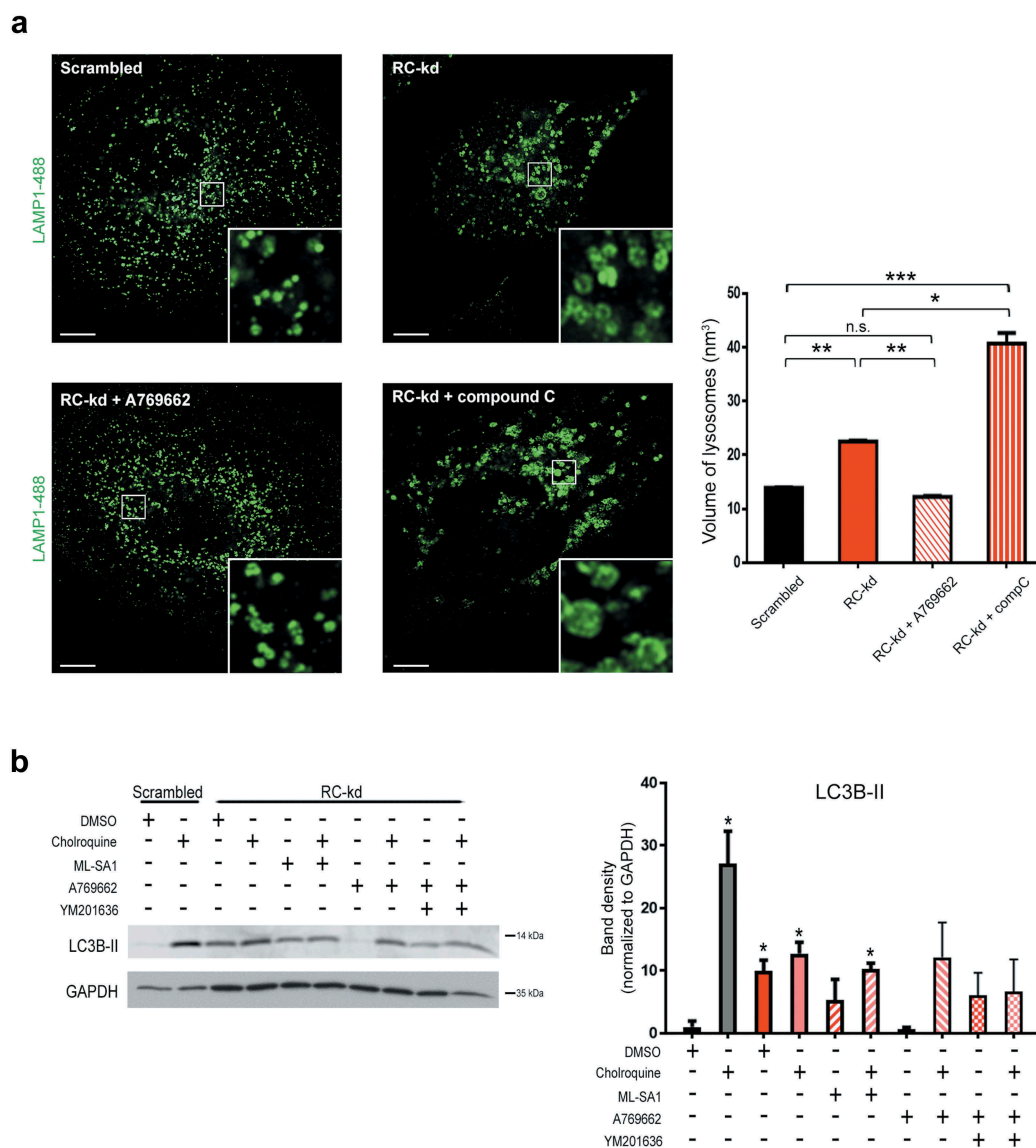 a
Scrambled
RC-kd
LAMP1-488
RC-kd + A769662
RC-kd + compound C
LAMP1-488
Volume of lysosomes (nm³)
50
40
30
20
10
0
***
*
n.s.
** **
Scrambled
RC-kd
RC-kd + A769662
RC-kd + compC
b
Scrambled RC-kd
DMSO + - + - - - - - - -
Cholroquine - + - + - + - + - +
ML-SA1 - - - - + + - - - -
A769662 - - - - - - + + + +
YM201636 - - - - - - - - + +
LC3B-II 14 kDa
GAPDH 35 kDa
LC3B-II
Band density
(normalized to GAPDH)
40
30
20
10
0
* * * *
DMSO + - + - - - - - - -
Cholroquine - + - + - + - + - +
ML-SA1 - - - - + + - - - -
A769662 - - - - - - + + + +
YM201636 - - - - - - - - + +